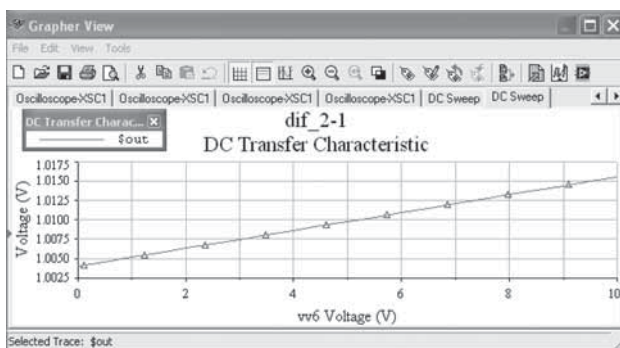 Grapher View
File Edit View Tools
Oscilloscope-XSC1 Oscilloscope-XSC1 Oscilloscope-XSC1 Oscilloscope-XSC1 DC Sweep DC Sweep
DC Transfer Charac...
$out
dif_2-1
DC Transfer Characteristic
Voltage (V)
1.0175
1.0150
1.0125
1.0100
1.0075
1.0050
1.0025
0 2 4 6 8 10
vv6 Voltage (V)
Selected Trace: $out